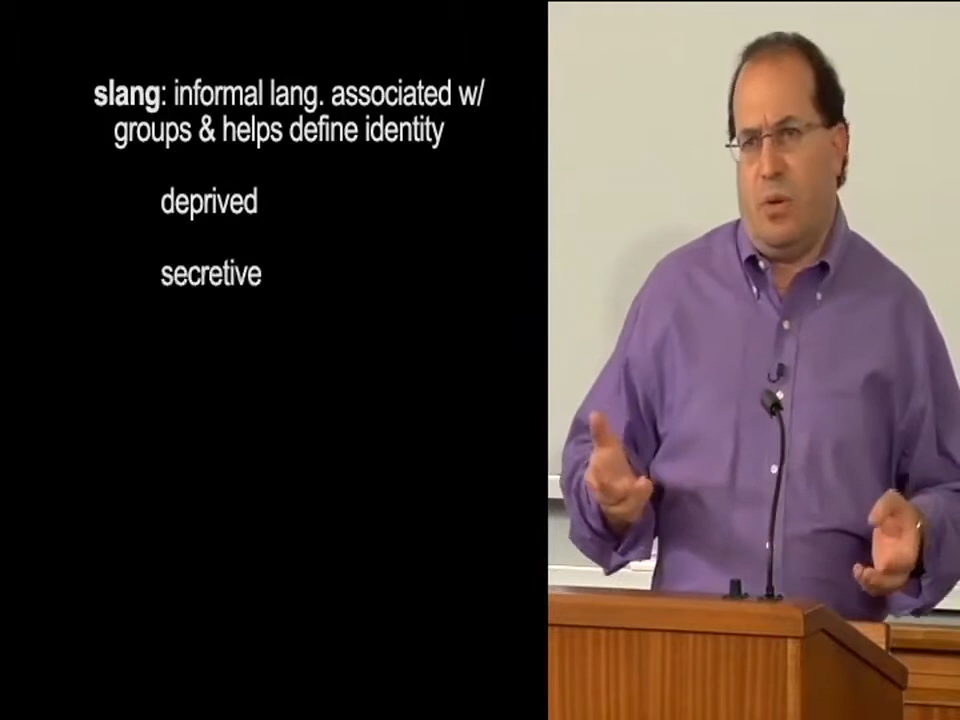 slang: informal lang. associated w/
groups & helps define identity
deprived
secretive